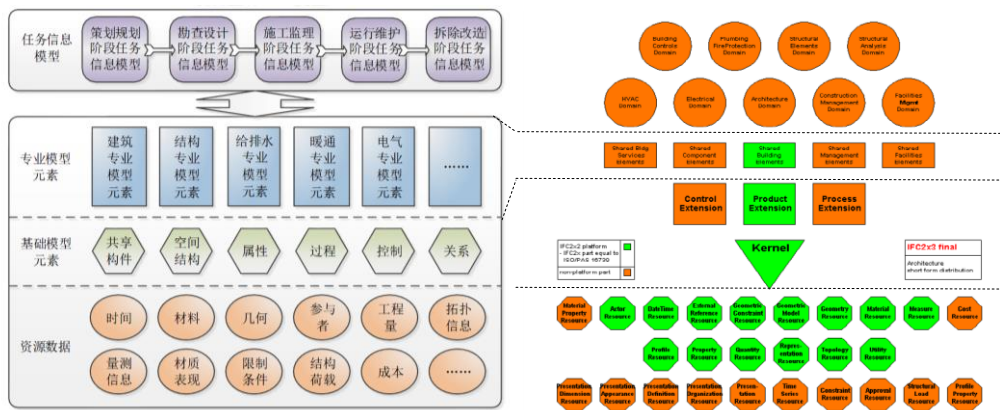 任务信息
模型
策划规划
阶段任务
信息模型
勘查设计
阶段任务
信息模型
施工监理
阶段任务
信息模型
运行维护
阶段任务
信息模型
拆除改造
阶段任务
信息模型
专业模型
元素
建筑
专业
模型
元素
结构
专业
模型
元素
给排水
专业
模型
元素
暖通
专业
模型
元素
电气
专业
模型
元素
……
基础模型
元素
共享
构件
空间
结构
属性
过程
控制
关系
资源数据
时间
材料
几何
参与
者
工程
量
拓扑
信息
量测
信息
材质
表现
限制
条件
结构
荷载
成本
……
Building
Controls
Domain
Plumbing
FireProtection
Domain
Structural
Elements
Domain
Structural
Analysis
Domain
HVAC
Domain
Electrical
Domain
Architecture
Domain
Construction
Management
Domain
Facilities
Mgmt
Domain
Shared Bldg
Services
Elements
Shared
Component
Elements
Shared
Building
Elements
Shared
Management
Elements
Shared
Facilities
Elements
Control
Extension
Product
Extension
Process
Extension
Kernel
IFC2x2 platform
- IFC2x part equal to
ISO/PAS 16739
non-platform part
IFC2x2 final
Architecture
short form distribution
Material
Property
Resource
Actor
Resource
DateTime
Resource
External
Reference
Resource
Geometric
Constraint
Resource
Geometric
Model
Resource
Geometry
Resource
Material
Resource
Measure
Resource
Cost
Resource
Profile
Resource
Property
Resource
Quantity
Resource
Repres-
entation
Resource
Topology
Resource
Utility
Resource
Presentation
Dimension
Resource
Presentation
Appearance
Resource
Presentation
Definition
Resource
Presentation
Organization
Resource
Presen-
tation
Resource
Time
Series
Resource
Constraint
Resource
Approval
Resource
Structural
Load
Resource
Profile
Property
Resource